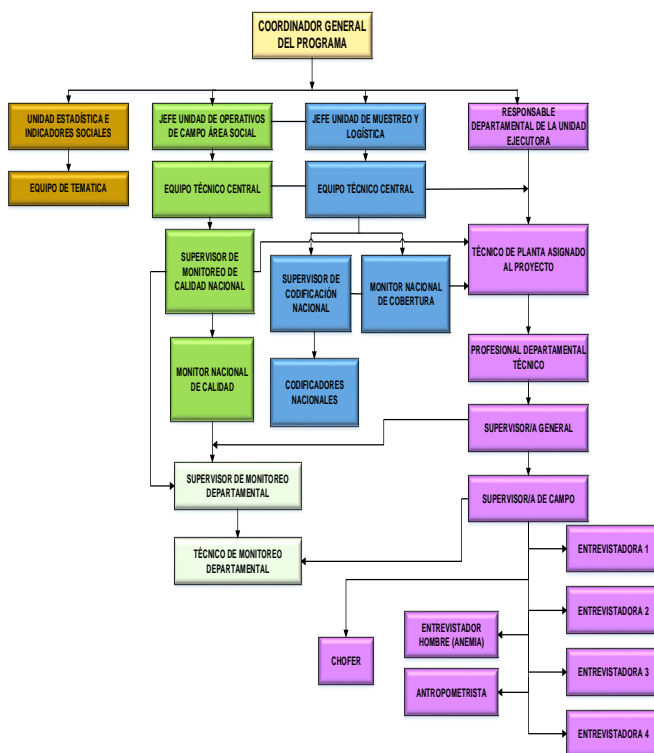 COORDINADOR GENERAL
DEL PROGRAMA
UNIDAD ESTADÍSTICA E
INDICADORES SOCIALES
JEFE UNIDAD DE OPERATIVOS
DE CAMPO ÁREA SOCIAL
JEFE UNIDAD DE MUESTREO Y
LOGÍSTICA
RESPONSABLE
DEPARTAMENTAL DE LA UNIDAD
EJECUTORA
EQUIPO DE TEMATICA
EQUIPO TÉCNICO CENTRAL
EQUIPO TÉCNICO CENTRAL
SUPERVISOR DE
MONITOREO DE
CALIDAD NACIONAL
SUPERVISOR DE
CODIFICACIÓN
NACIONAL
MONITOR NACIONAL
DE COBERTURA
TÉCNICO DE PLANTA ASIGNADO
AL PROYECTO
MONITOR NACIONAL
DE CALIDAD
CODIFICADORES
NACIONALES
PROFESIONAL DEPARTAMENTAL
TÉCNICO
SUPERVISOR/A GENERAL
SUPERVISOR DE MONITOREO
DEPARTAMENTAL
SUPERVISOR/A DE CAMPO
TÉCNICO DE MONITOREO
DEPARTAMENTAL
ENTREVISTADORA 1
ENTREVISTADORA 2
ENTREVISTADOR
HOMBRE (ANEMIA)
CHOFER
ENTREVISTADORA 3
ANTROPOMETRISTA
ENTREVISTADORA 4